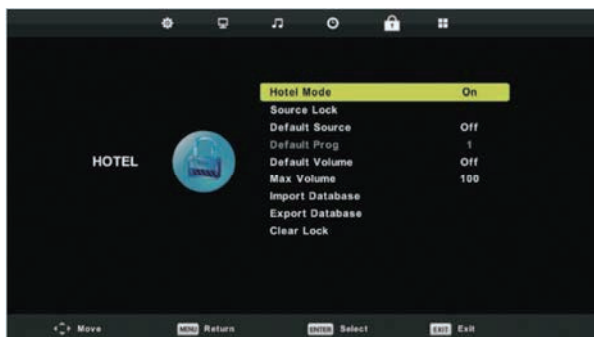 Hotel Mode On
Source Lock
Default Source Off
Default Prog 1
HOTEL
Default Volume Off
Max Volume 100
Import Database
Export Database
Clear Lock
Move MENU Return ENTER Select EXIT Exit